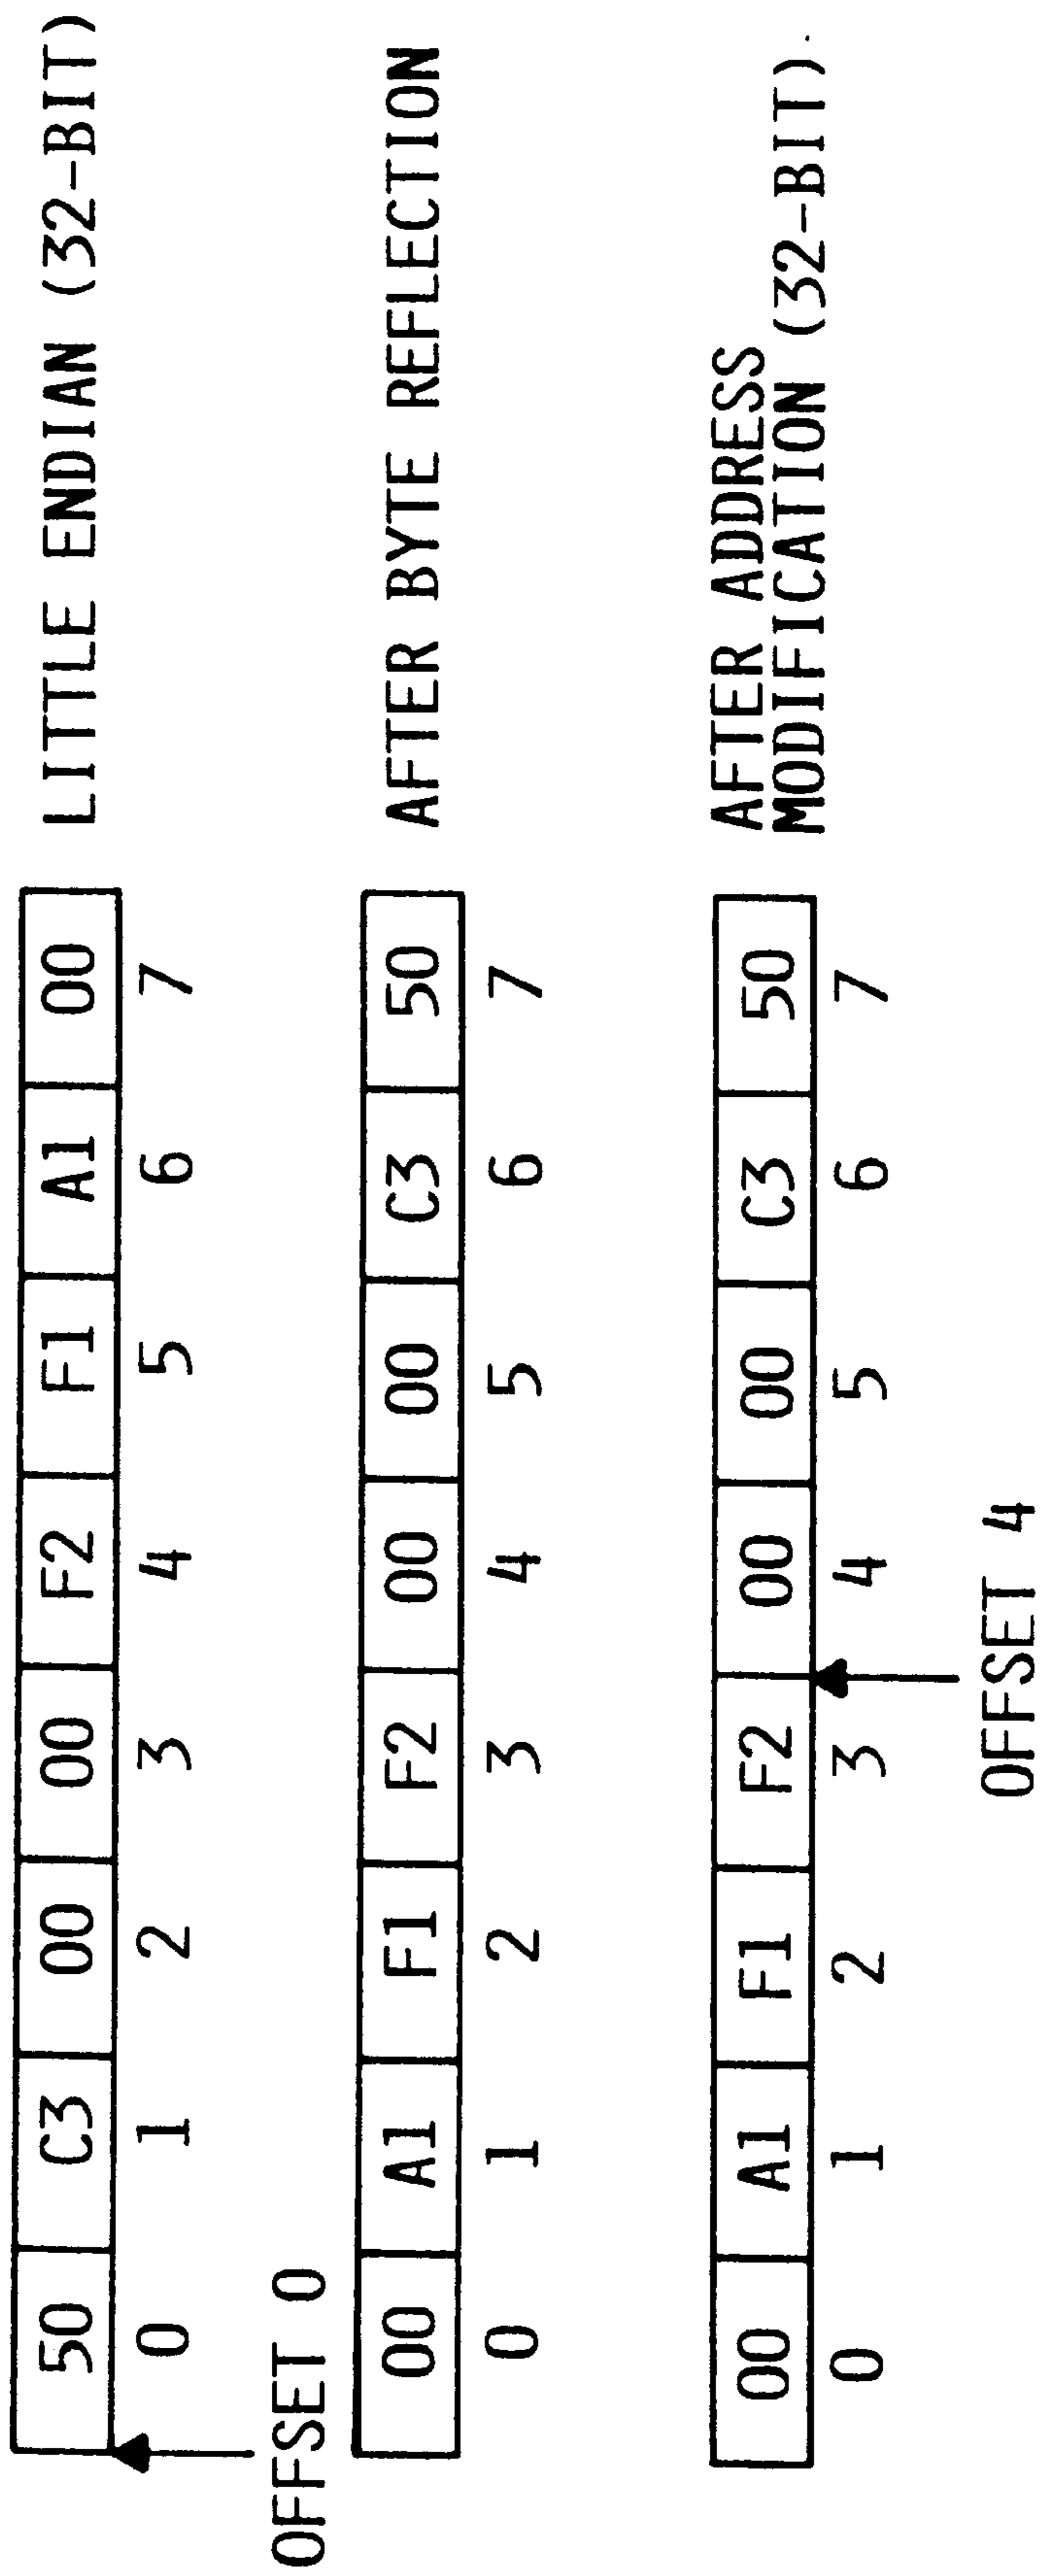 50 C3 00 00 F2 F1 A1 00 LITTLE ENDIAN (32-BIT)
0 1 2 3 4 5 6 7
OFFSET 0
00 A1 F1 F2 00 00 C3 50 AFTER BYTE REFLECTION
0 1 2 3 4 5 6 7
AFTER ADDRESS
00 A1 F1 F2 00 00 C3 50 MODIFICATION (32-BIT)
0 1 2 3 4 5 6 7
OFFSET 4